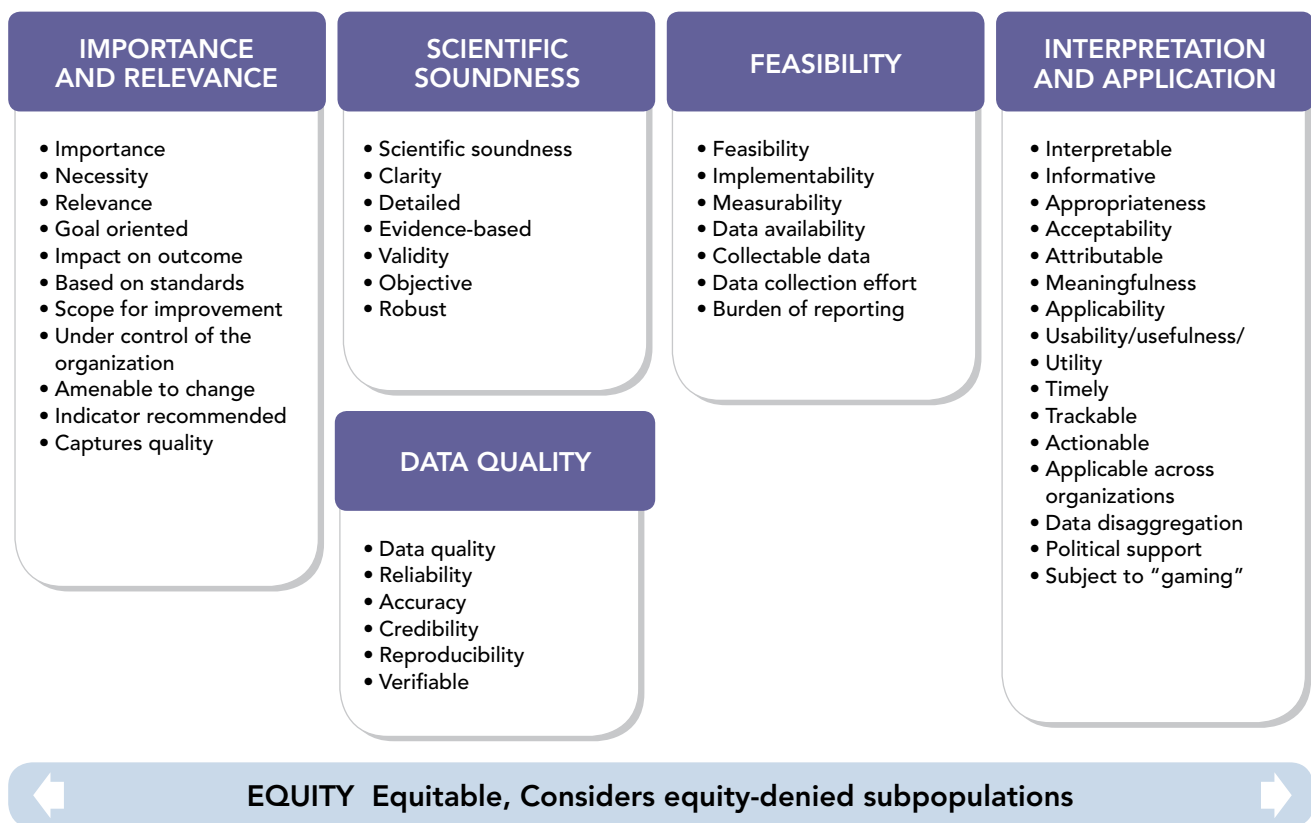 IMPORTANCE
AND RELEVANCE
• Importance
• Necessity
• Relevance
• Goal oriented
• Impact on outcome
• Based on standards
• Scope for improvement
• Under control of the
organization
• Amenable to change
• Indicator recommended
• Captures quality
SCIENTIFIC
SOUNDNESS
• Scientific soundness
• Clarity
• Detailed
• Evidence-based
• Validity
• Objective
• Robust
DATA QUALITY
• Data quality
• Reliability
• Accuracy
• Credibility
• Reproducibility
• Verifiable
FEASIBILITY
• Feasibility
• Implementability
• Measurability
• Data availability
• Collectable data
• Data collection effort
• Burden of reporting
INTERPRETATION
AND APPLICATION
• Interpretable
• Informative
• Appropriateness
• Acceptability
• Attributable
• Meaningfulness
• Applicability
• Usability/usefulness/
• Utility
• Timely
• Trackable
• Actionable
• Applicable across
organizations
• Data disaggregation
• Political support
• Subject to “gaming”
EQUITY Equitable, Considers equity-denied subpopulations